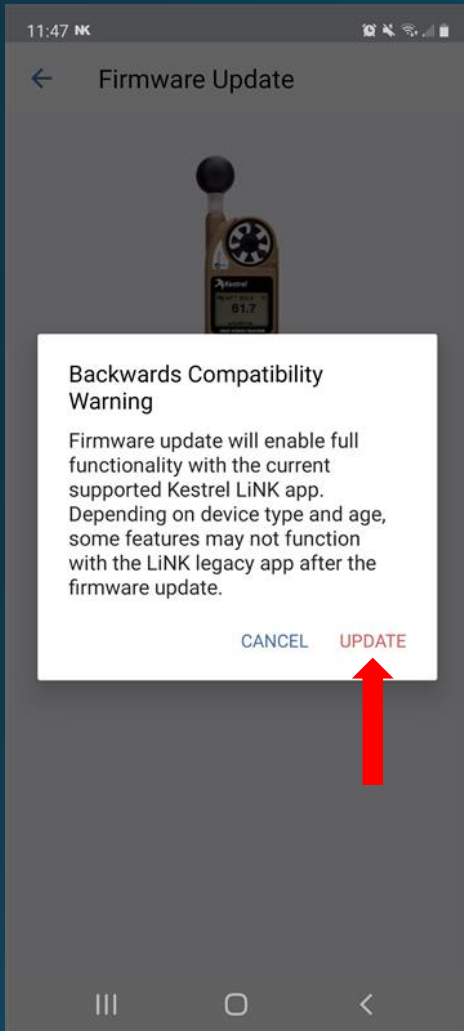 11:47 NK
Firmware Update
Kestrel
61.7
Backwards Compatibility
Warning
Firmware update will enable full
functionality with the current
supported Kestrel LiNK app.
Depending on device type and age,
some features may not function
with the LiNK legacy app after the
firmware update.
CANCEL UPDATE